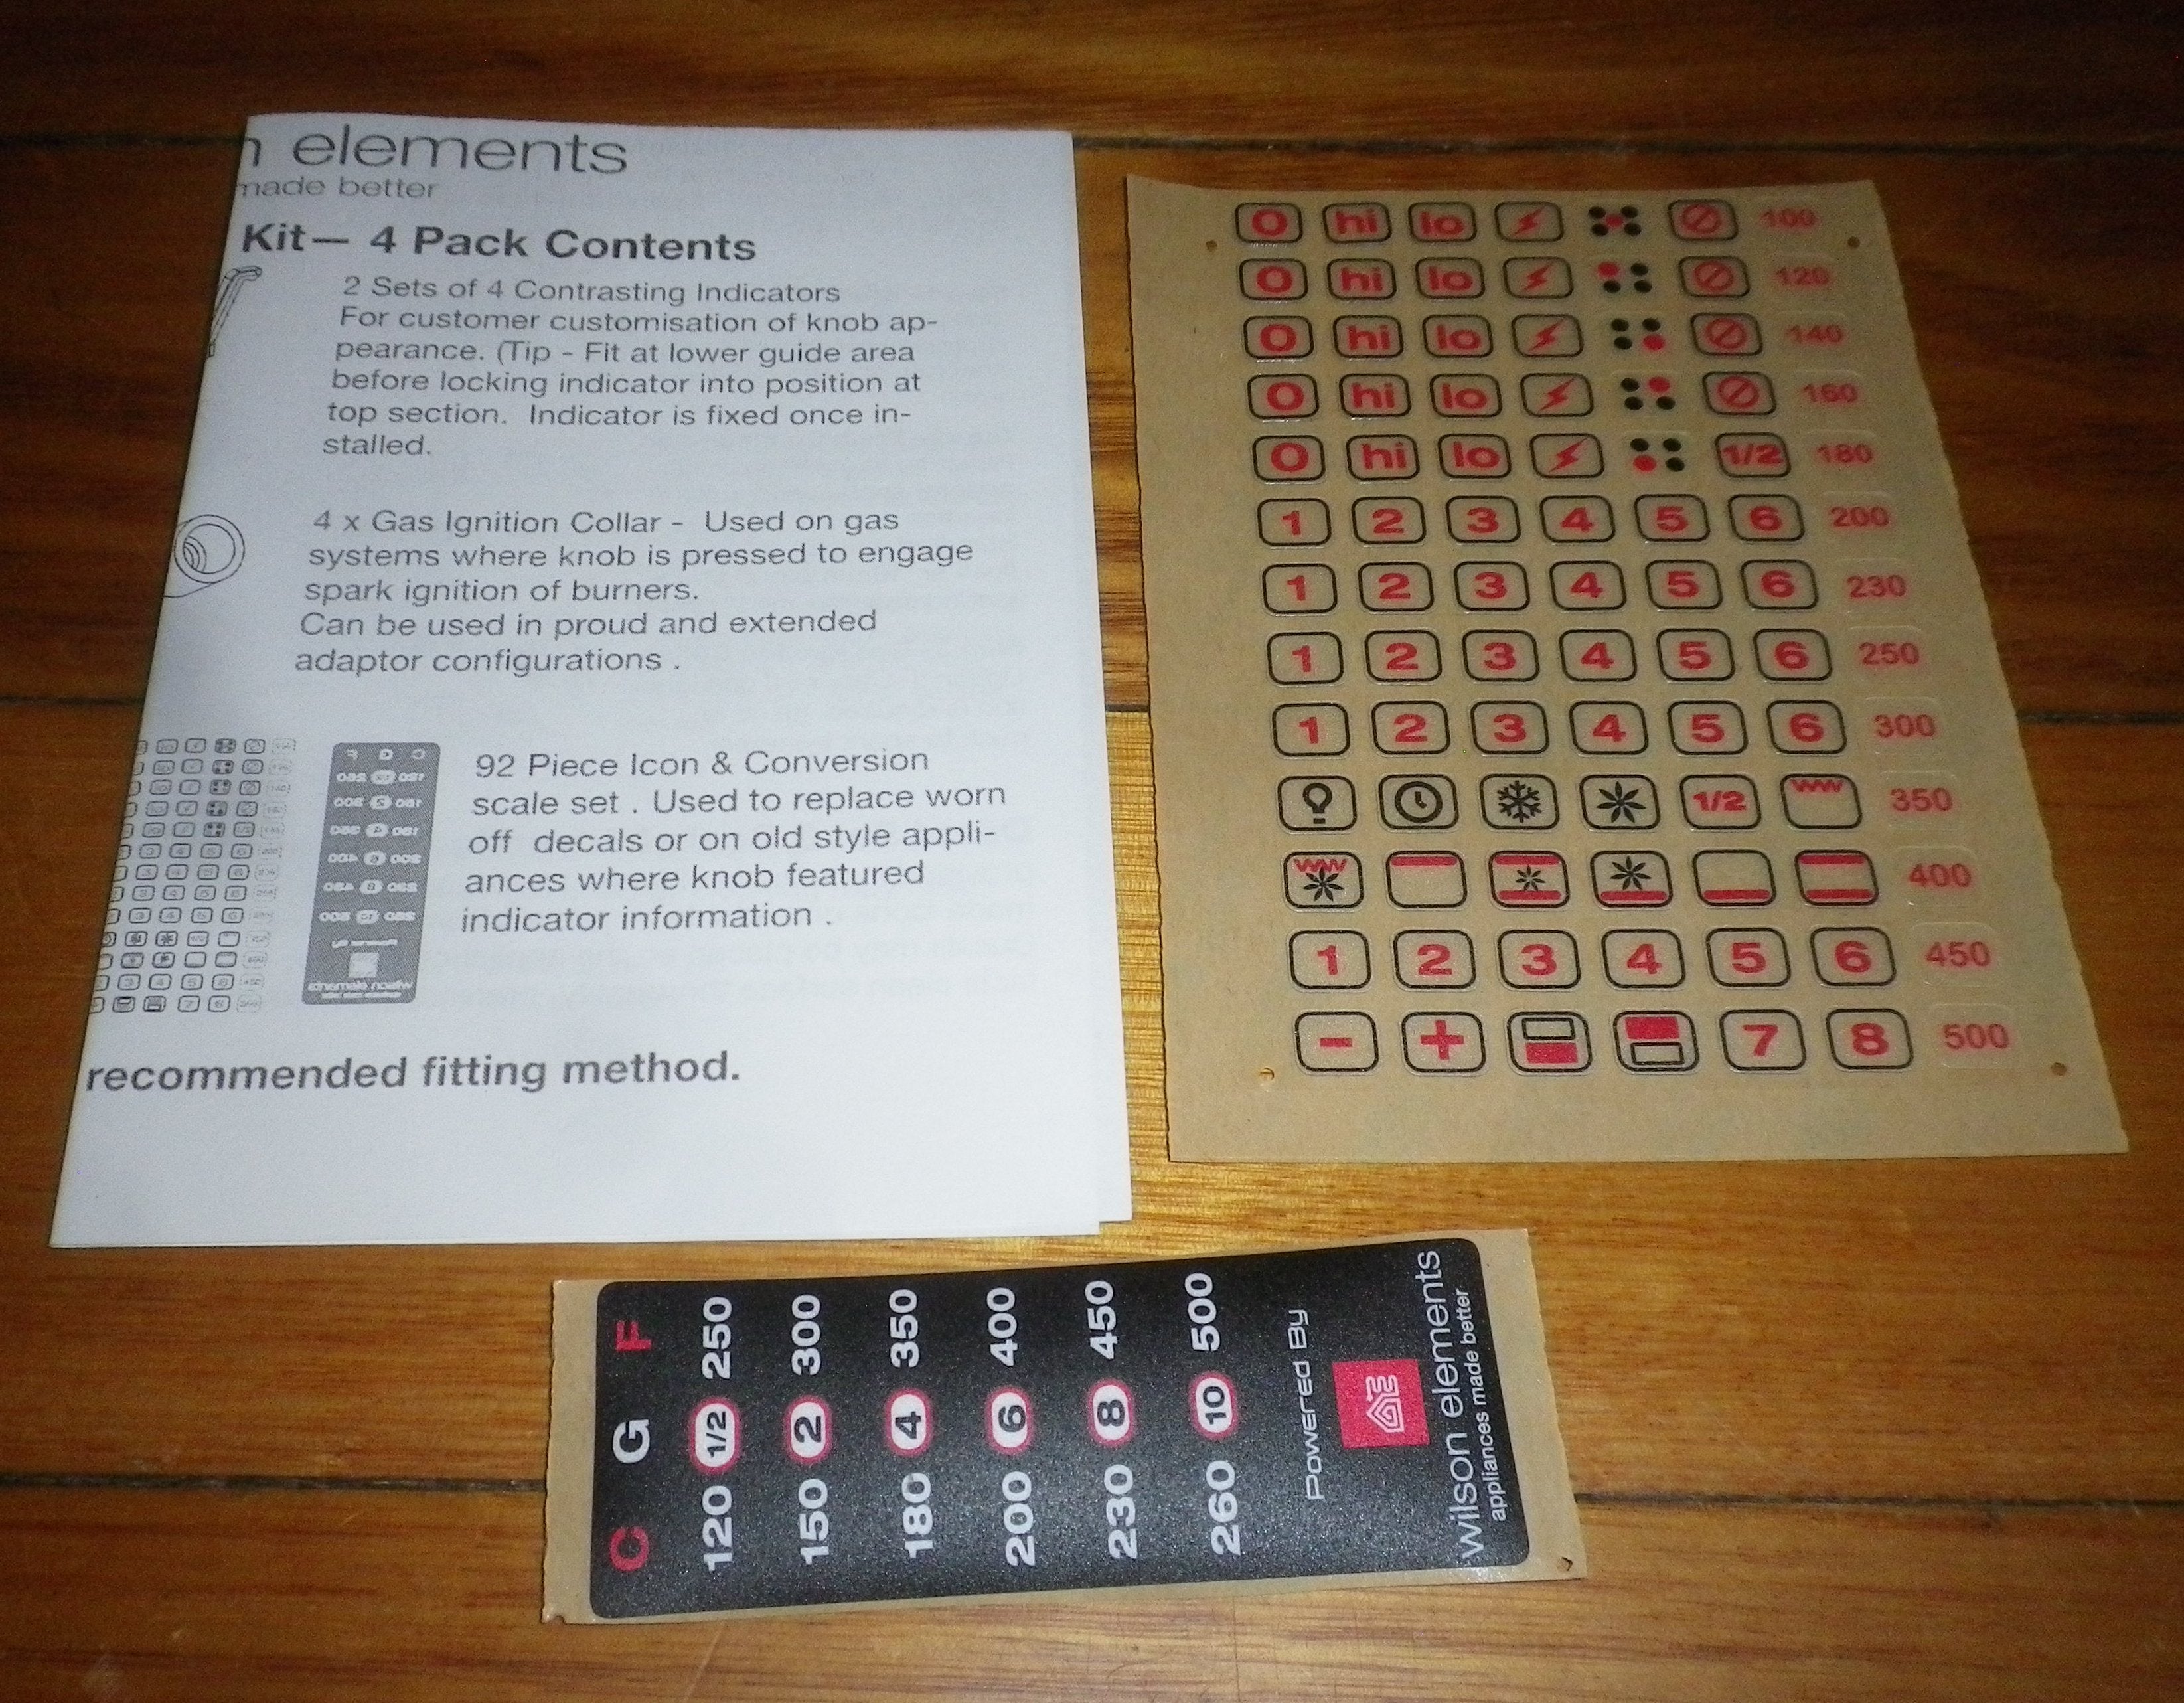 n elements
made better
Kit— 4 Pack Contents
2 Sets of 4 Contrasting Indicators
For customer customisation of knob ap-
pearance. (Tip - Fit at lower guide area
before locking indicator into position at
top section. Indicator is fixed once in-
stalled.
4 x Gas Ignition Collar - Used on gas
systems where knob is pressed to engage
spark ignition of burners.
Can be used in proud and extended
adaptor configurations .
92 Piece Icon & Conversion
scale set . Used to replace worn
off decals or on old style appli-
ances where knob featured
indicator information .
recommended fitting method.
0 hi lo 100
0 hi lo 120
0 hi lo 140
0 hi lo 160
0 hi lo 1/2 180
1 2 3 4 5 6 200
1 2 3 4 5 6 230
1 2 3 4 5 6 250
1 2 3 4 5 6 300
1/2 350
400
1 2 3 4 5 6 450
- + 7 8 500
C G F
120 1/2 250
150 2 300
180 4 350
200 6 400
230 8 450
260 10 500
Powered By
wilson elements
appliances made better